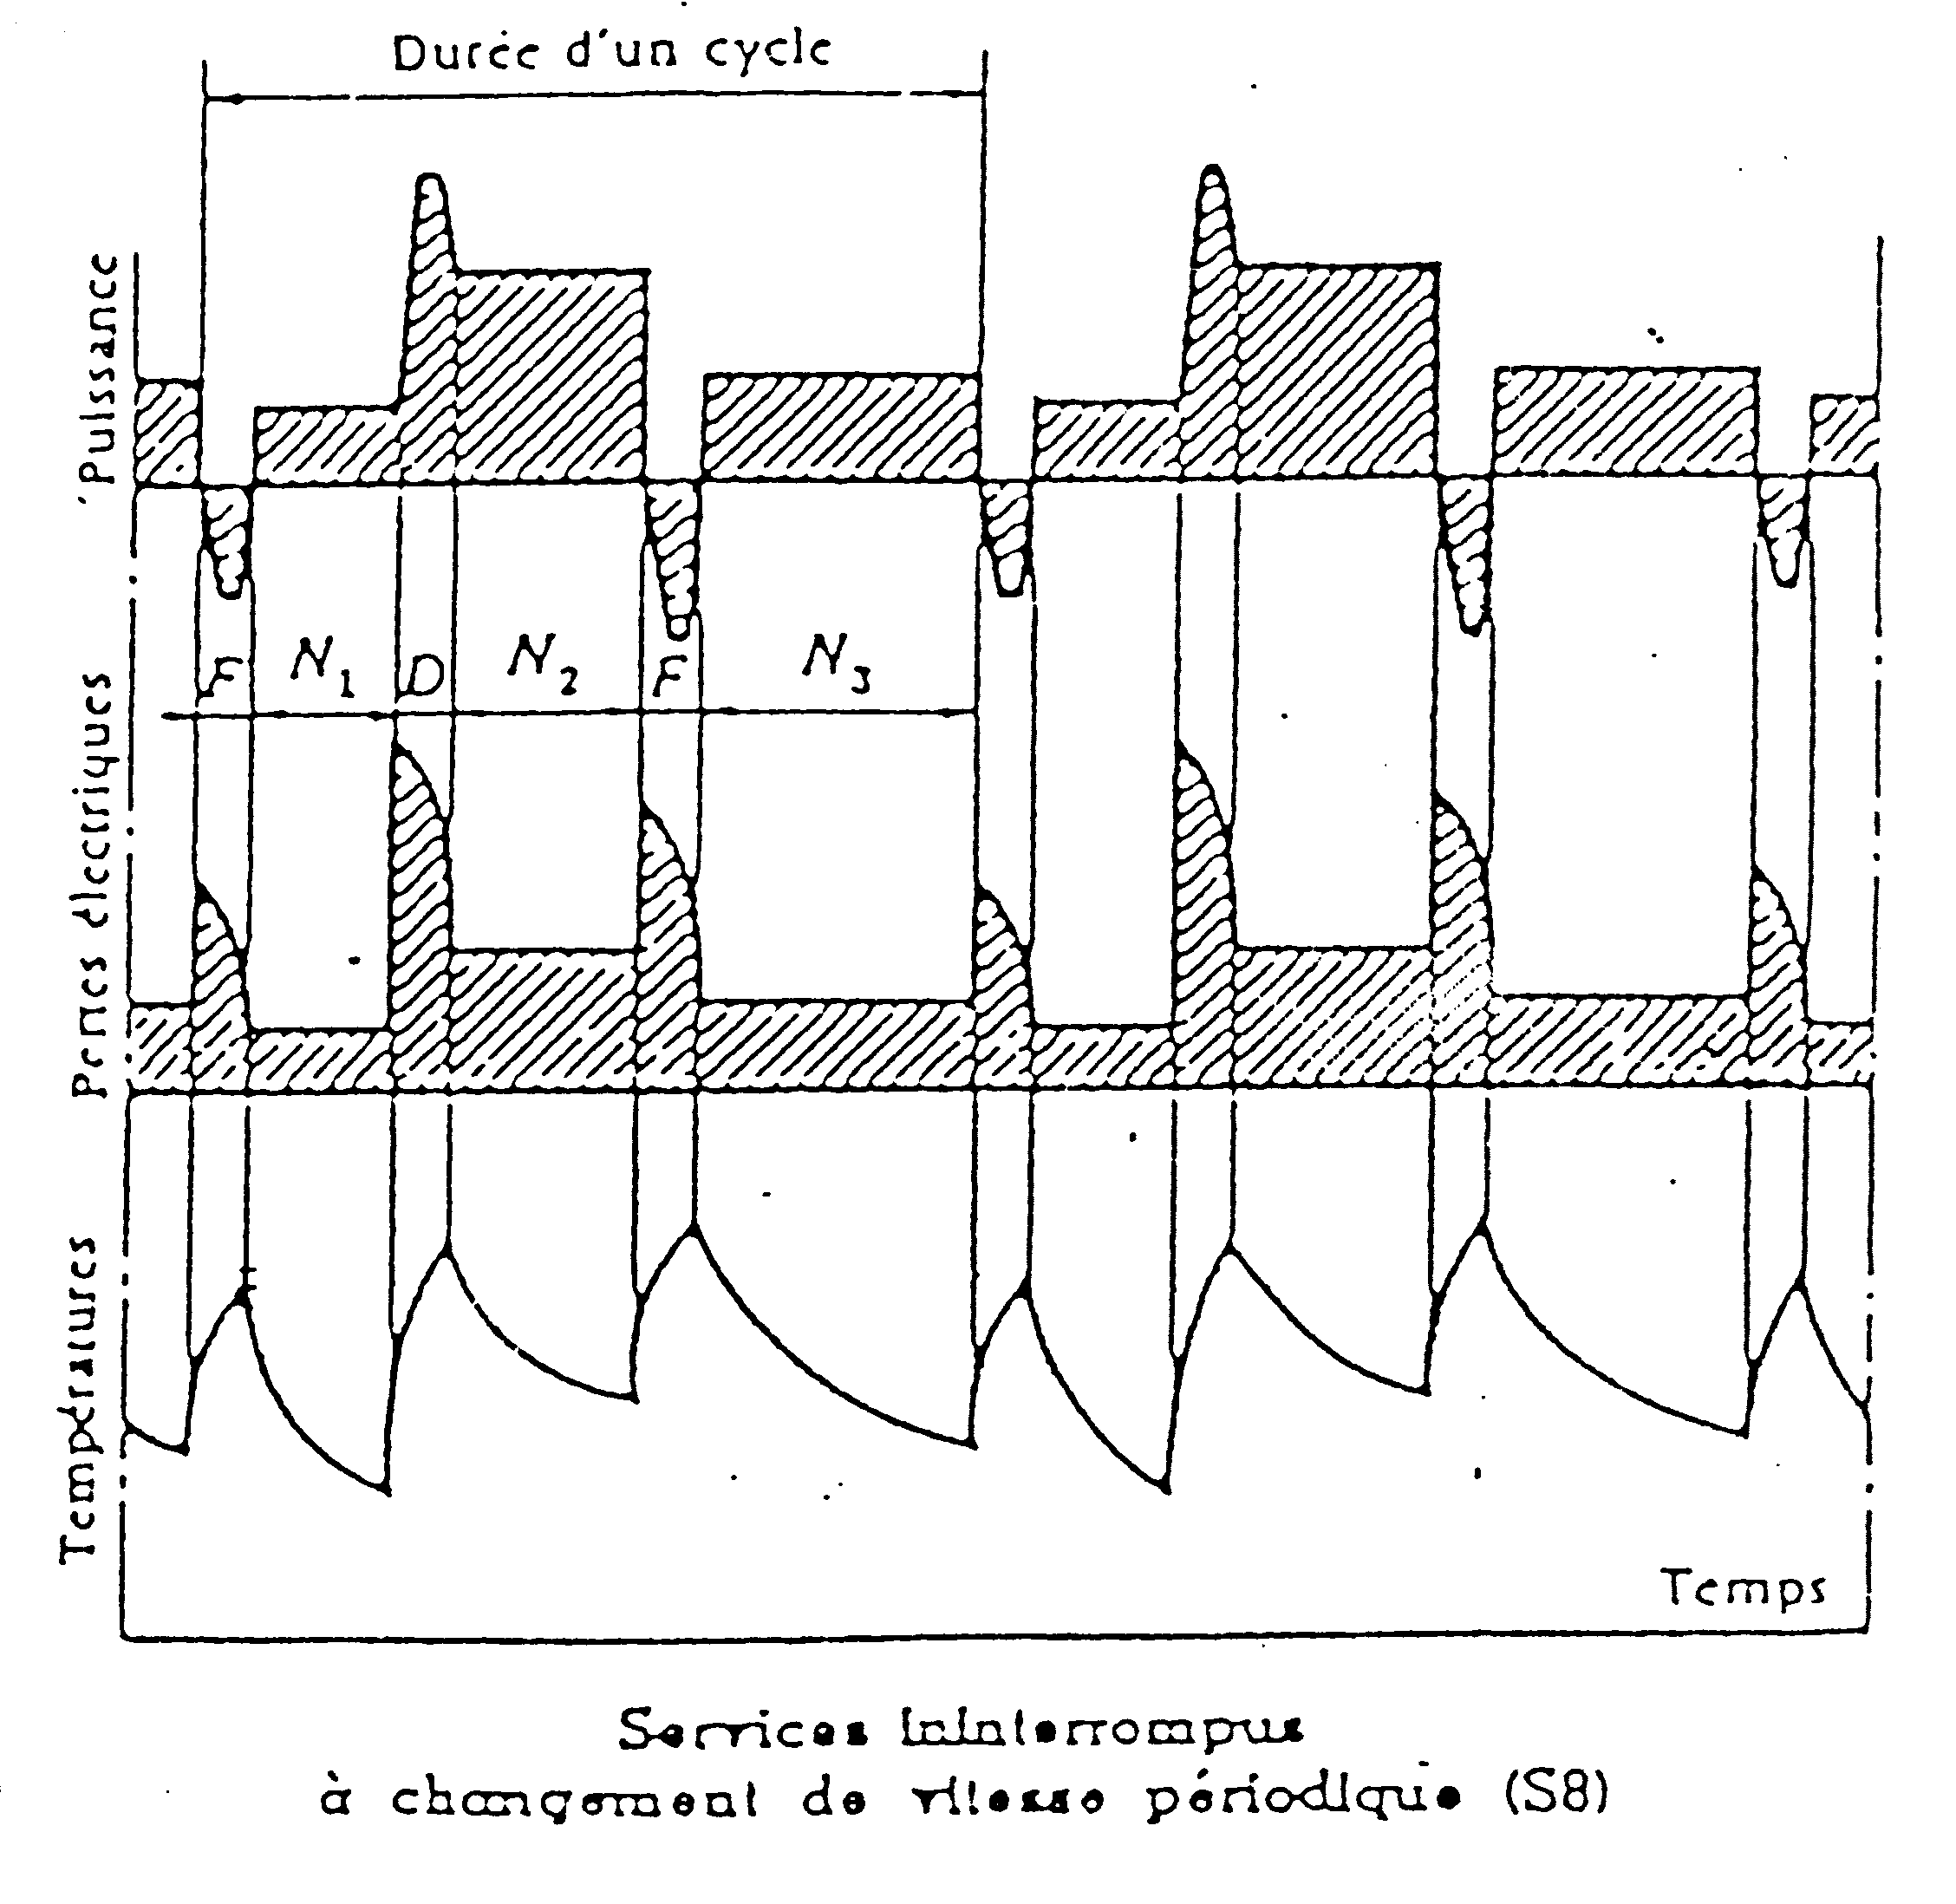 Durée d'un cycle
Puissance
F N1 D N2 F N3
Pertes électriques
Températures
Temps
Services ininterrompus
à changement de vitesse périodique (S8)